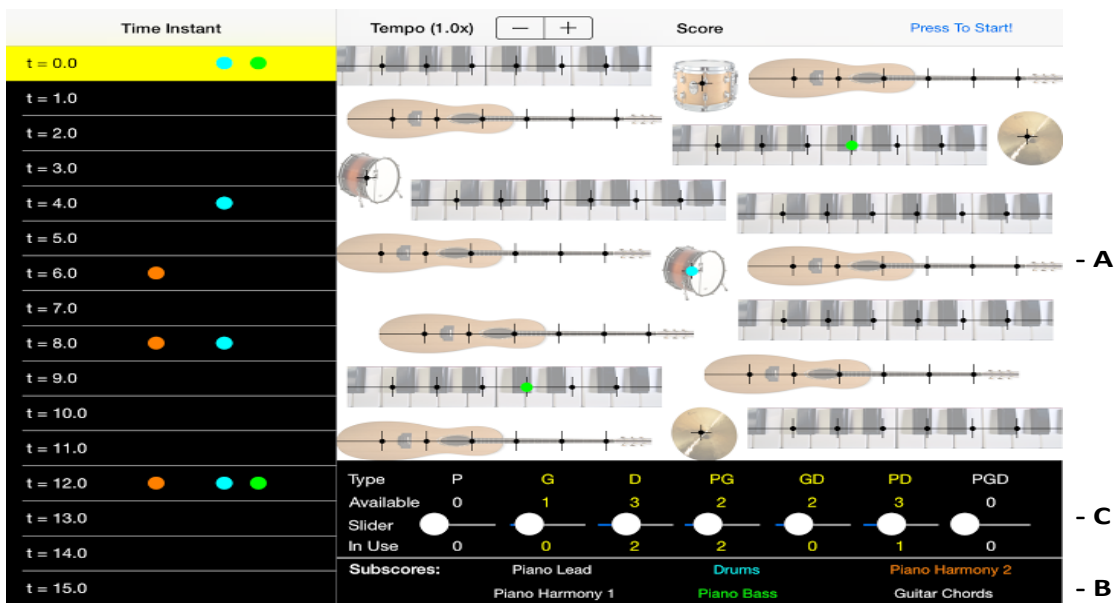 Time Instant Tempo (1.0x) − + Score Press To Start!
t = 0.0
t = 1.0
t = 2.0
t = 3.0
t = 4.0
t = 5.0
t = 6.0
t = 7.0
t = 8.0
t = 9.0
t = 10.0
t = 11.0
t = 12.0
t = 13.0
t = 14.0
t = 15.0
Type P G D PG GD PD PGD
Available 0 1 3 2 2 3 0
Slider
In Use 0 0 2 2 0 1 0
Subscores: Piano Lead Drums Piano Harmony 2
Piano Harmony 1 Piano Bass Guitar Chords
- A
- C
- B